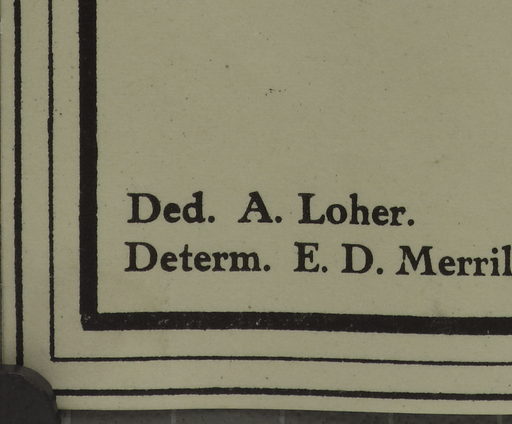 Ded. A. Loher.
Determ. E. D. Merril